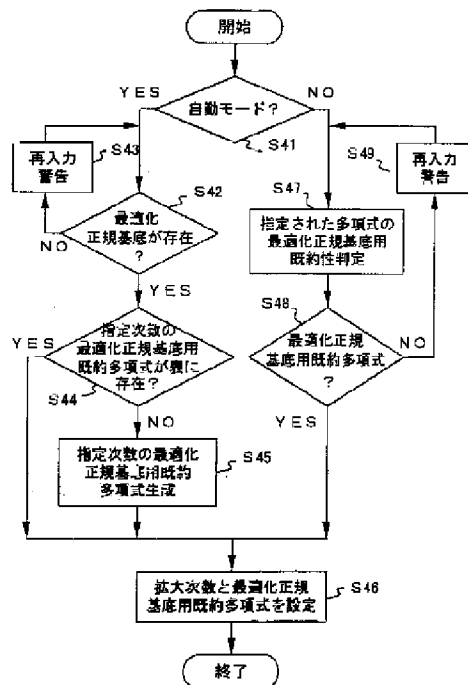 開始
YES
NO
自動モード?
S41
S43
再入力
警告
S49
再入力
警告
S42
最適化
正規基底が存在
?
NO
S47
指定された多項式の
最適化正規基底用
既約性判定
YES
S48
指定次数の
最適化正規基底用
既約多項式が表に
存在?
YES
S44
最適化正規
基底用既約多項式
?
NO
NO
YES
指定次数の最適化
正規基底用既約
多項式生成
S45
拡大次数と最適化正規
基底用既約多項式を設定
S46
終了